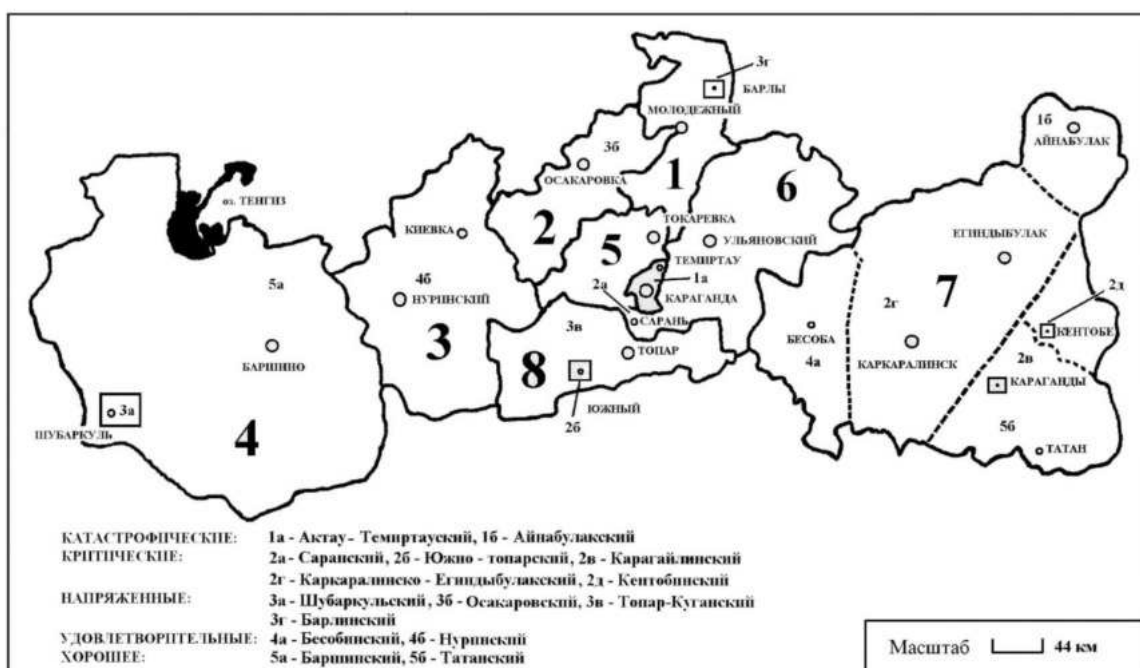 3г
БАРЛЫ
МОЛОДЕЖНЫЙ
1б
АЙНАБУЛАК
3б
ОСАКАРОВКА
1
6
оз. ТЕНГИЗ
2
ТОКАРЕВКА
КИЕВКА
УЛЬЯНОВСКИЙ
ЕГИНДЫБУЛАК
5
ТЕМИРТАУ
5а
4б
2а
1а
2д
НУРИНСКИЙ
КАРАГАНДА
2г
7
САРАНЬ
3в
КЕНТОБЕ
БЕСОБА
3
8
ТОПАР
КАРКАРАЛИНСК
2в
БАРШИНО
4а
КАРАГАНДЫ
3а
ЮЖНЫЙ
ШУБАРКУЛЬ
4
2б
5б
ТАТАН
КАТАСТРОФИЧЕСКИЕ: 1а - Актау - Темиртауский, 1б - Айнабулакский
КРИТИЧЕСКИЕ: 2а - Саранский, 2б - Южно - топарский, 2в - Карагайлинский
2г - Каркаралинско - Егиндыбулакский, 2д - Кентобинский
НАПРЯЖЕННЫЕ: 3а - Шубаркульский, 3б - Осакаровский, 3в - Топар-Куганский
3г - Барлинский
УДОВЛЕТВОРИТЕЛЬНЫЕ: 4а - Бесобинский, 4б - Нуринский
ХОРОШЕЕ: 5а - Баршинский, 5б - Татанский
Масштаб 44 км